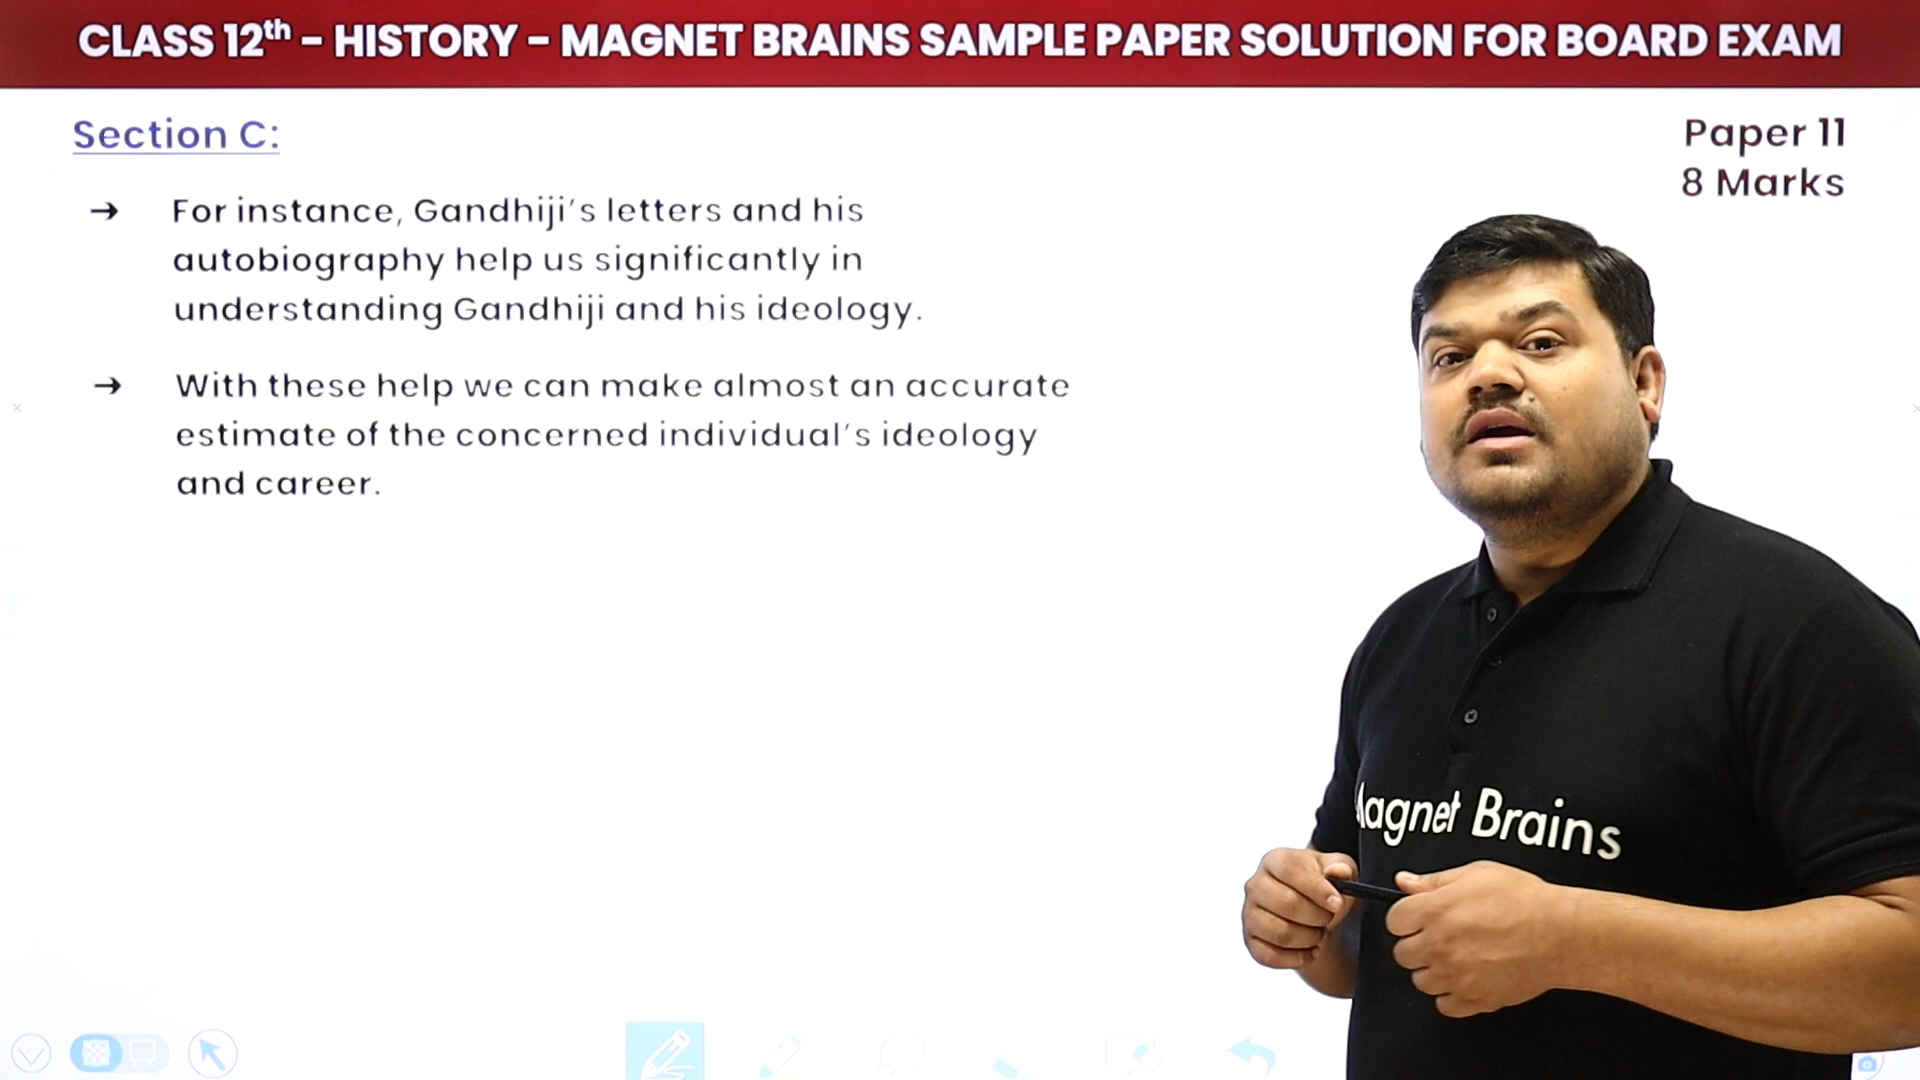 CLASS 12th - HISTORY - MAGNET BRAINS SAMPLE PAPER SOLUTION FOR BOARD EXAM
Section C:
Paper 11
8 Marks
→ For instance, Gandhiji's letters and his
autobiography help us significantly in
understanding Gandhiji and his ideology.
→ With these help we can make almost an accurate
estimate of the concerned individual's ideology
and career.
Magnet Brains